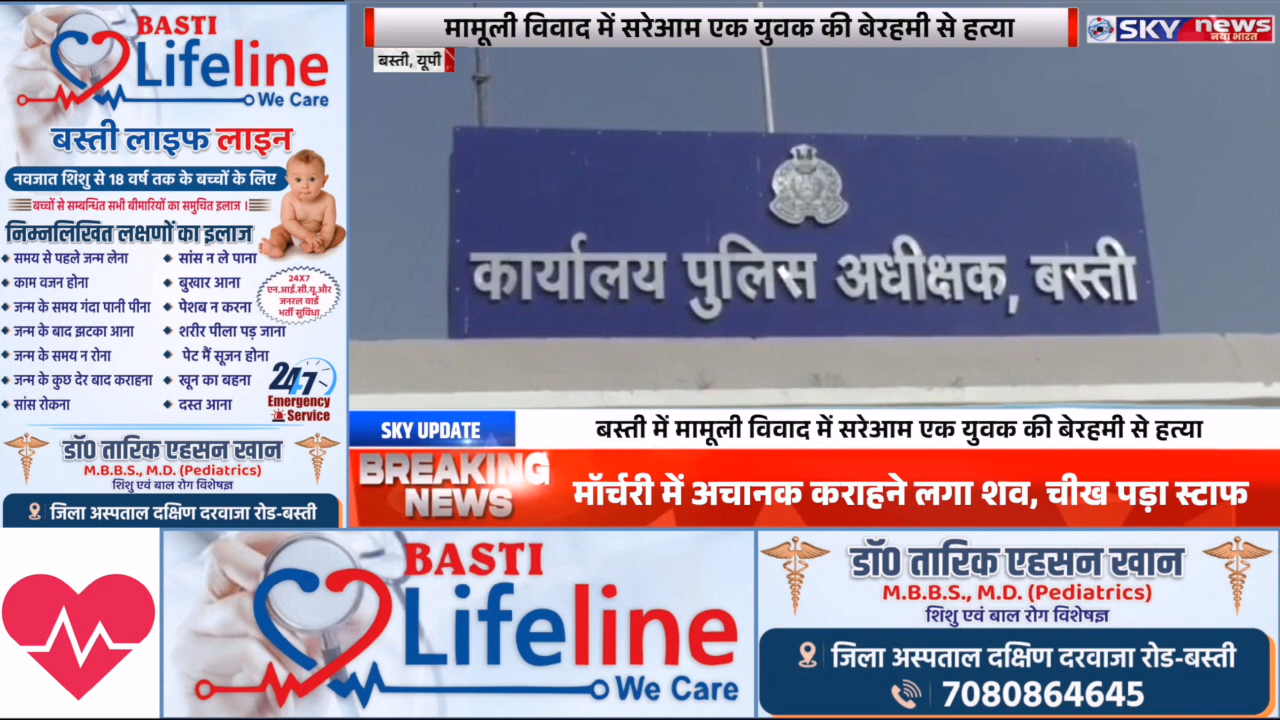 BASTI
Lifeline
We Care
बस्ती लाइफ लाइन
नवजात शिशु से 18 वर्ष तक के बच्चों के लिए
बच्चों से सम्बन्धित सभी बीमारियों का समुचित इलाज ।
निम्नलिखित लक्षणों का इलाज
समय से पहले जन्म लेना
काम वजन होना
जन्म के समय गंदा पानी पीना
जन्म के बाद झटका आना
जन्म के समय न रोना
जन्म के कुछ देर बाद कराहना
सांस रोकना
सांस न ले पाना
बुखार आना
पेशब न करना
शरीर पीला पड़ जाना
पेट मैं सूजन होना
खून का बहना
दस्त आना
24X7
एन.आई.सी.यू.और
जनरल वार्ड
भर्ती सुविधा
24 7
Emergency
Service
डॉ0 तारिक एहसन खान
M.B.B.S., M.D. (Pediatrics)
शिशु एवं बाल रोग विशेषज्ञ
जिला अस्पताल दक्षिण दरवाजा रोड-बस्ती
मामूली विवाद में सरेआम एक युवक की बेरहमी से हत्या
SKY news
नया भारत
बस्ती, यूपी
कार्यालय पुलिस अधीक्षक, बस्ती
SKY UPDATE
बस्ती में मामूली विवाद में सरेआम एक युवक की बेरहमी से हत्या
BREAKING
NEWS
मॉर्चरी में अचानक कराहने लगा शव, चीख पड़ा स्टाफ
BASTI
Lifeline
We Care
डॉ0 तारिक एहसन खान
M.B.B.S., M.D. (Pediatrics)
शिशु एवं बाल रोग विशेषज्ञ
जिला अस्पताल दक्षिण दरवाजा रोड-बस्ती
7080864645